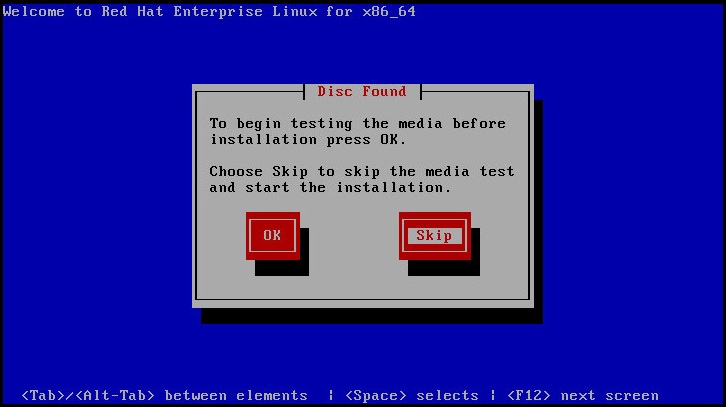 Welcome to Red Hat Enterprise Linux for x86_64
Disc Found
To begin testing the media before
installation press OK.
Choose Skip to skip the media test
and start the installation.
OK
Skip
<Tab>/<Alt-Tab> between elements | <Space> selects | <F12> next screen